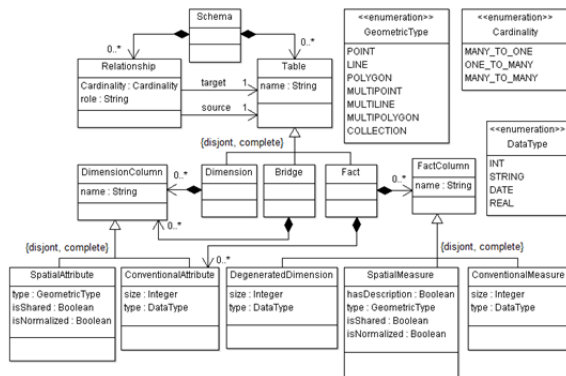 Schema
<<enumeration>>
GeometricType
POINT
LINE
POLYGON
MULTIPOINT
MULTILINE
MULTIPOLYGON
COLLECTION
<<enumeration>>
Cardinality
MANY_TO_ONE
ONE_TO_MANY
MANY_TO_MANY
0..*
0..*
Relationship
Cardinality : Cardinality
role : String
target
1
source
1
Table
name : String
<<enumeration>>
DataType
INT
STRING
DATE
REAL
{disjont, complete}
DimensionColumn
name : String
0..*
Dimension
Bridge
Fact
0..*
FactColumn
name : String
0..*
{disjont, complete}
0..*
{disjont, complete}
SpatialAttribute
type : GeometricType
isShared : Boolean
isNormalized : Boolean
ConventionalAttribute
size : Integer
type : DataType
DegeneratedDimension
size : Integer
type : DataType
SpatialMeasure
hasDescription : Boolean
type : GeometricType
isShared : Boolean
isNormalized : Boolean
ConventionalMeasure
size : Integer
type : DataType